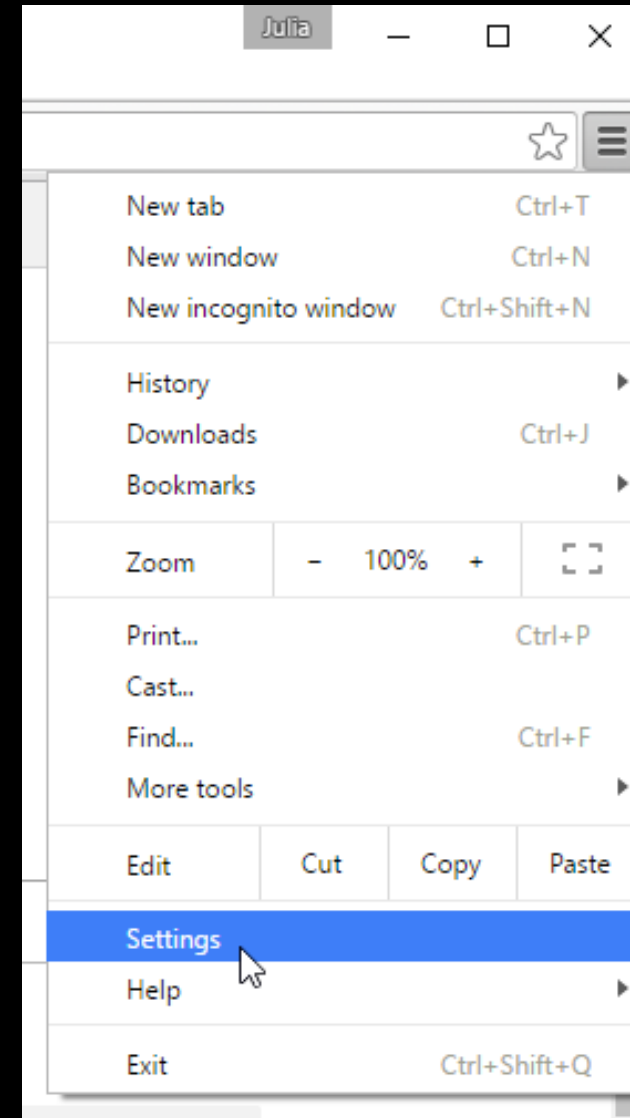 Julia
New tab Ctrl+T
New window Ctrl+N
New incognito window Ctrl+Shift+N
History
Downloads Ctrl+J
Bookmarks
Zoom - 100% +
Print... Ctrl+P
Cast...
Find... Ctrl+F
More tools
Edit Cut Copy Paste
Settings
Help
Exit Ctrl+Shift+Q